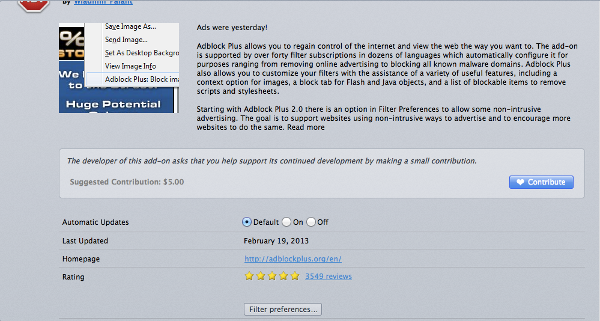 by Wladimir Palant
Ads were yesterday!
Save Image As...
Send Image...
Set As Desktop Backgro
View Image Info
Adblock Plus: Block ima
%
STO
We
Huge Potential
Adblock Plus allows you to regain control of the internet and view the web the way you want to. The add-on
is supported by over forty filter subscriptions in dozens of languages which automatically configure it for
purposes ranging from removing online advertising to blocking all known malware domains. Adblock Plus
also allows you to customize your filters with the assistance of a variety of useful features, including a
context option for images, a block tab for Flash and Java objects, and a list of blockable items to remove
scripts and stylesheets.
Starting with Adblock Plus 2.0 there is an option in Filter Preferences to allow some non-intrusive
advertising. The goal is to support websites using non-intrusive ways to advertise and to encourage more
websites to do the same. Read more
The developer of this add-on asks that you help support its continued development by making a small contribution.
Suggested Contribution: $5.00
Contribute
Automatic Updates Default On Off
Last Updated February 19, 2013
Homepage http://adblockplus.org/en/
Rating 3549 reviews
Filter preferences...